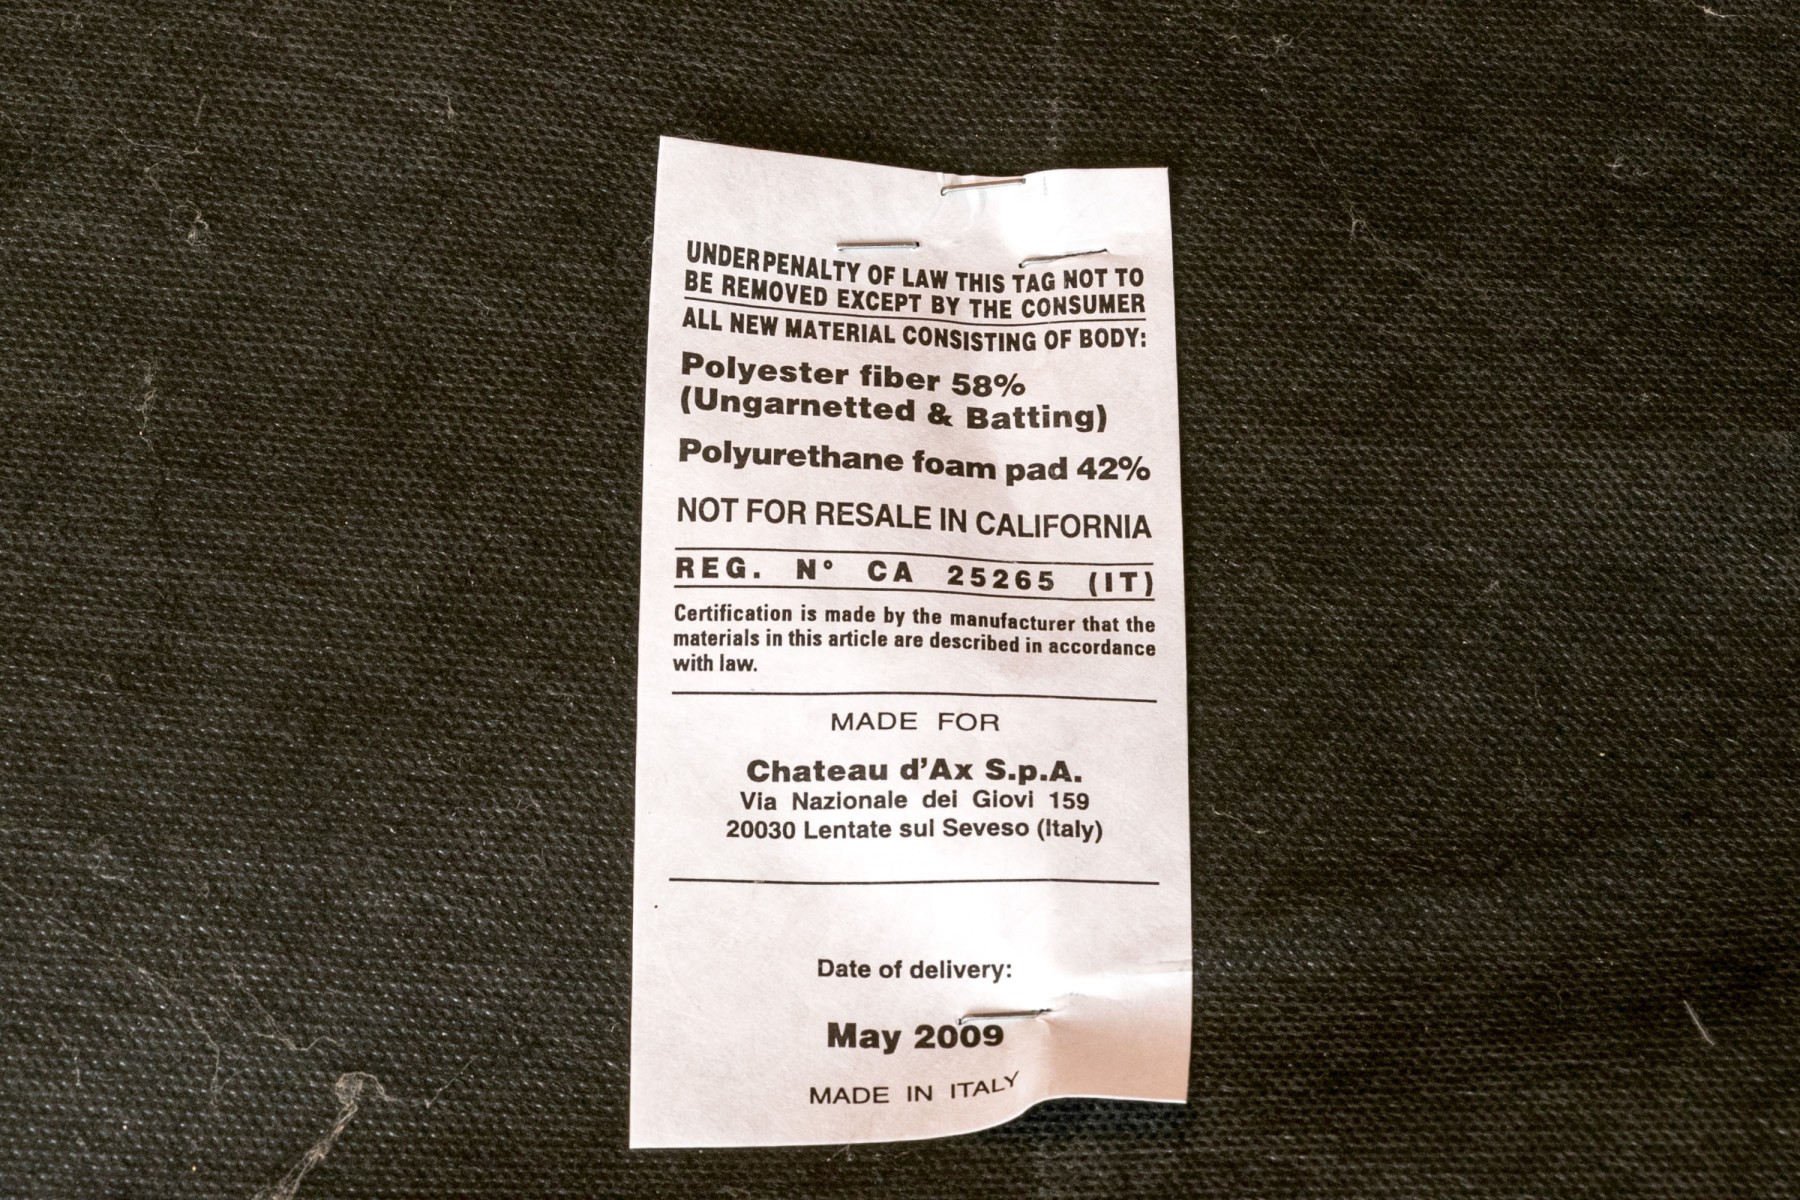 UNDER PENALTY OF LAW THIS TAG NOT TO
BE REMOVED EXCEPT BY THE CONSUMER
ALL NEW MATERIAL CONSISTING OF BODY:
Polyester fiber 58%
(Ungarnetted & Batting)
Polyurethane foam pad 42%
NOT FOR RESALE IN CALIFORNIA
REG. N° CA 25265 (IT)
Certification is made by the manufacturer that the
materials in this article are described in accordance
with law.
MADE FOR
Chateau d'Ax S.p.A.
Via Nazionale dei Giovi 159
20030 Lentate sul Seveso (Italy)
Date of delivery:
May 2009
MADE IN ITALY